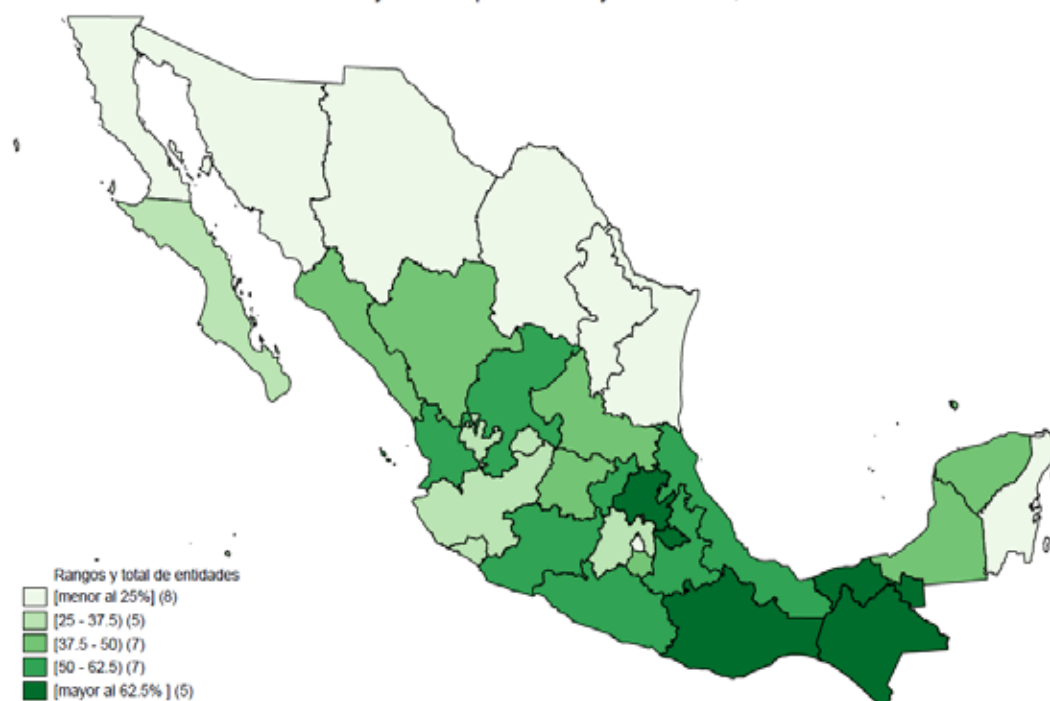 Rangos y total de entidades
[menor al 25%] (8)
[25 - 37.5) (5)
[37.5 - 50) (7)
[50 - 62.5) (7)
[mayor al 62.5% ] (5)